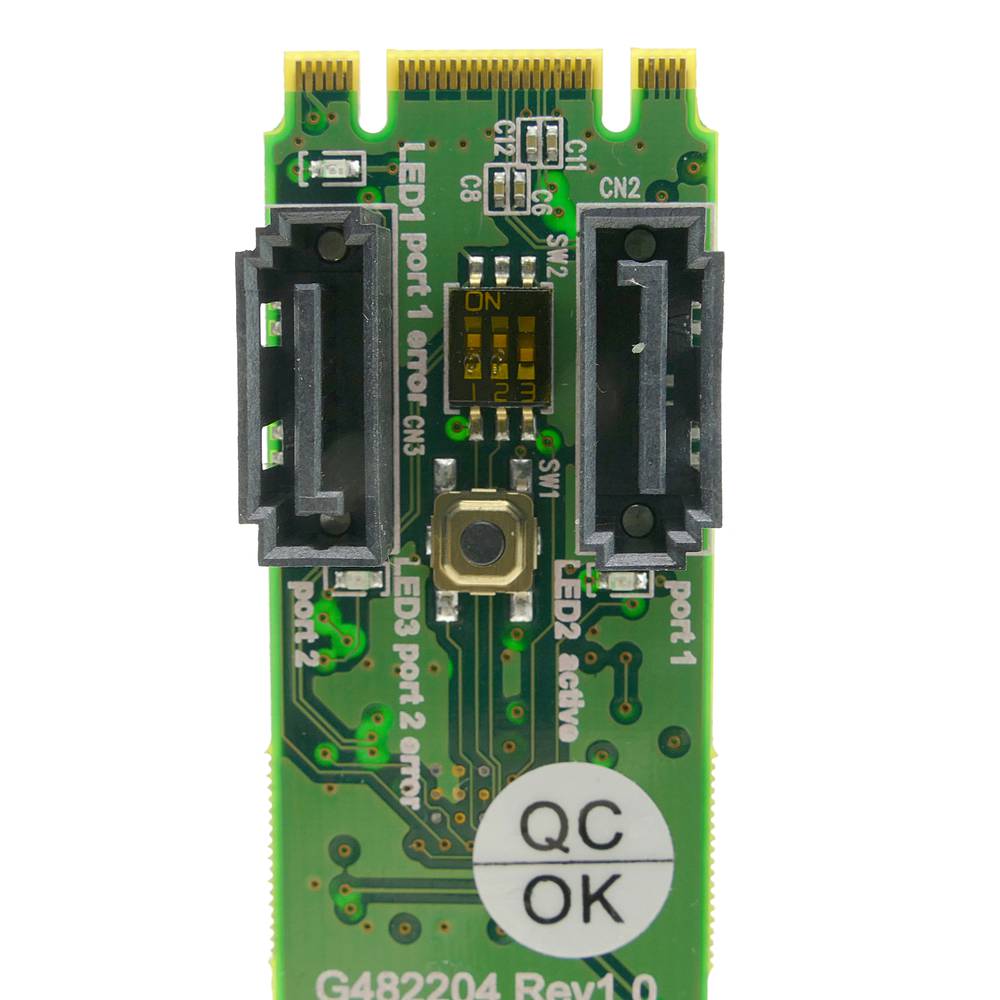 C12
C11
C8
C6
CN2
LED1 port 1 error
SW2
ON
1 2 3
CN3
SW1
port 2
LED3 port 2 error
LED2 active
port 1
QC
OK
G482204 Rev1.0